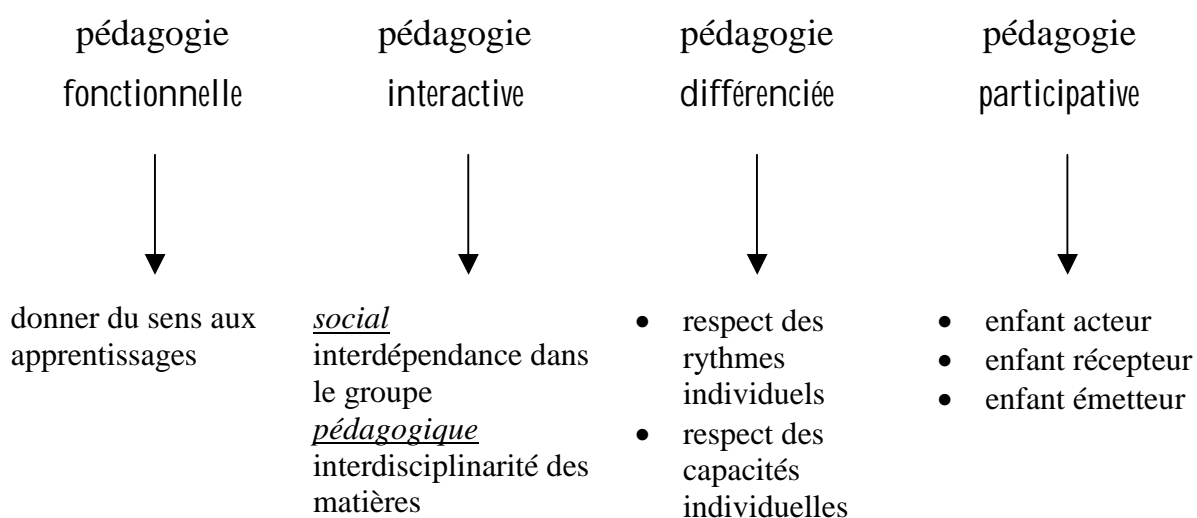 pédagogie
fonctionnelle
donner du sens aux
apprentissages
pédagogie
interactive
social
interdépendance dans
le groupe
pédagogique
interdisciplinarité des
matières
pédagogie
différenciée
• respect des
rythmes
individuels
• respect des
capacités
individuelles
pédagogie
participative
• enfant acteur
• enfant récepteur
• enfant émetteur